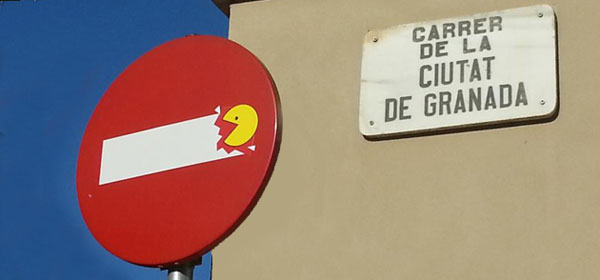 CARRER
DE LA
CIUTAT
DE GRANADA